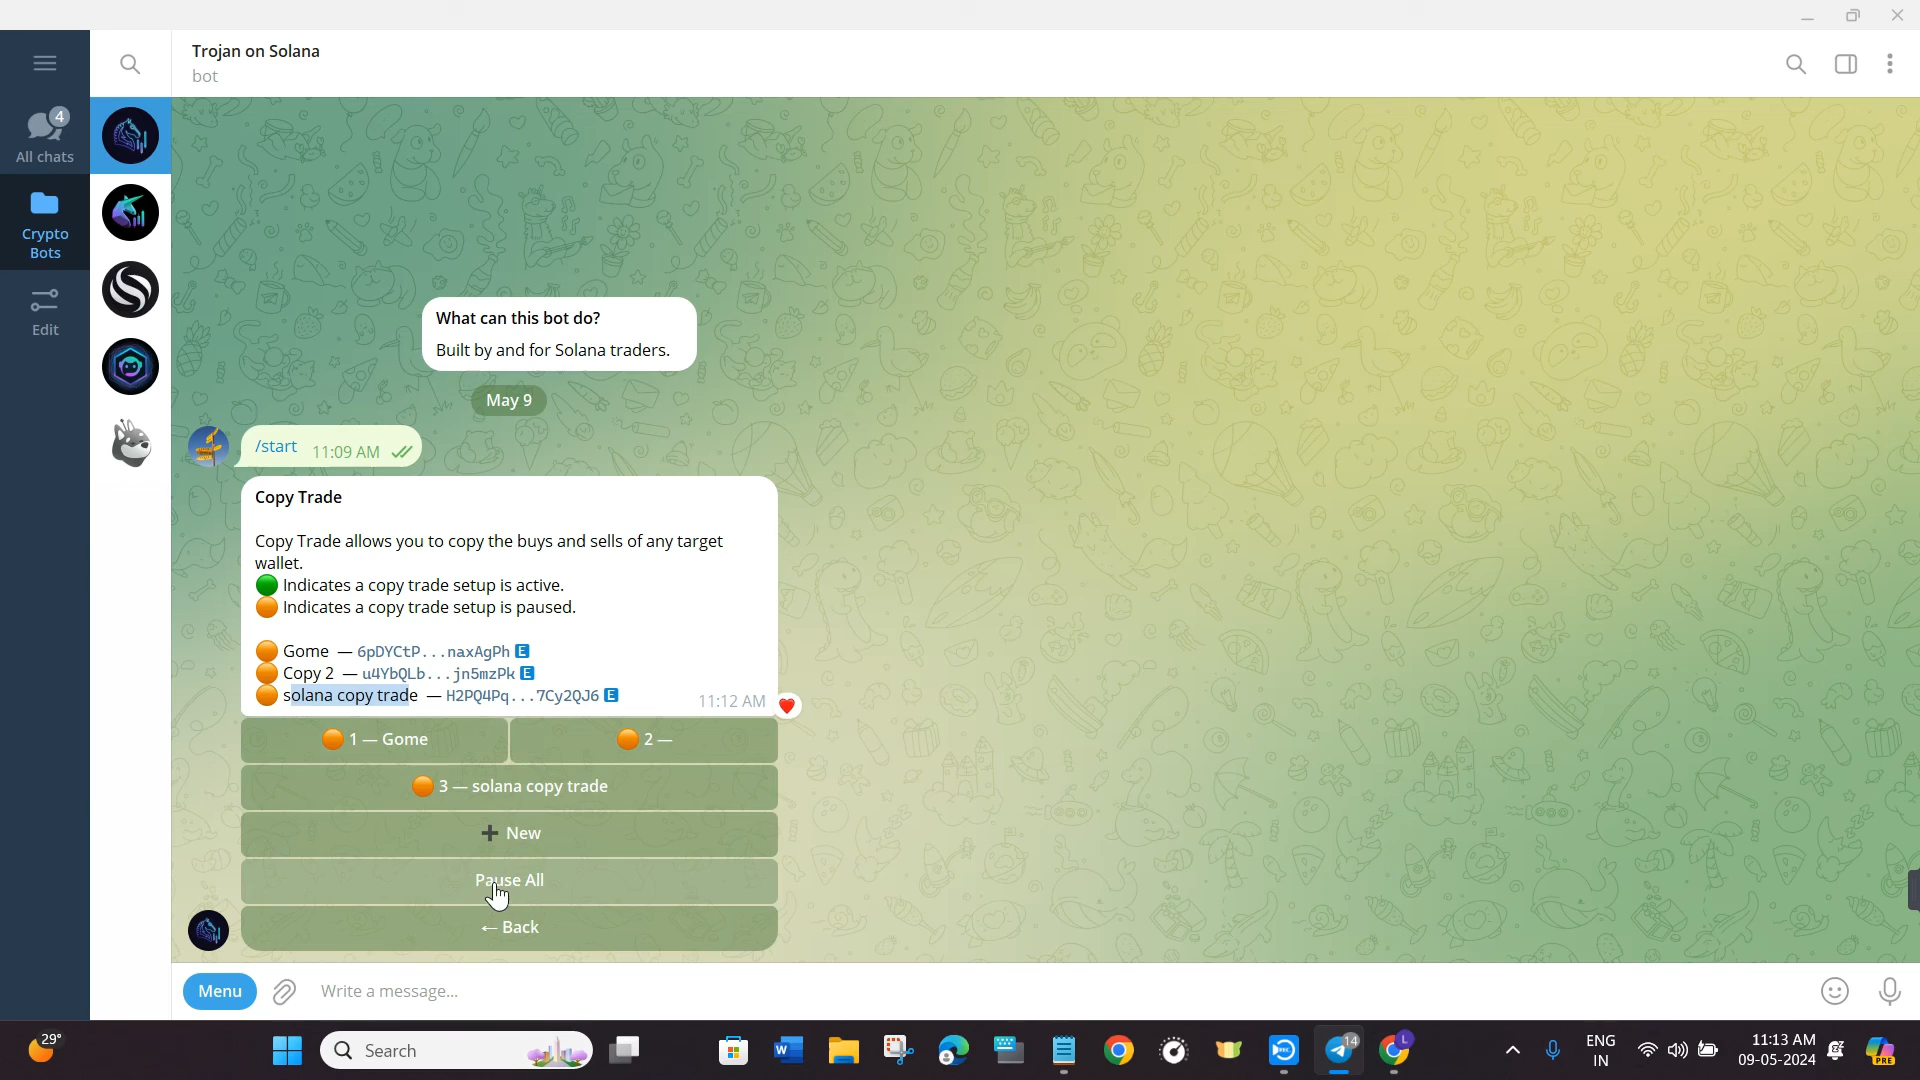 Trojan on Solana
bot
4
All chats
Crypto
Bots
Edit
What can this bot do?
Built by and for Solana traders.
May 9
/start 11:09 AM
Copy Trade
Copy Trade allows you to copy the buys and sells of any target
wallet.
Indicates a copy trade setup is active.
Indicates a copy trade setup is paused.
Gome — 6pDYCtP...naxAgPh E
Copy 2 — u4YbQLb...jn5mzPk E
solana copy trade — H2PQ4Pq...7Cy2QJ6 E
11:12 AM
1 — Gome
2 —
3 — solana copy trade
+ New
Pause All
← Back
Menu
Write a message...
29°
Search
W
14
L
ENG
IN
11:13 AM
09-05-2024
PRE